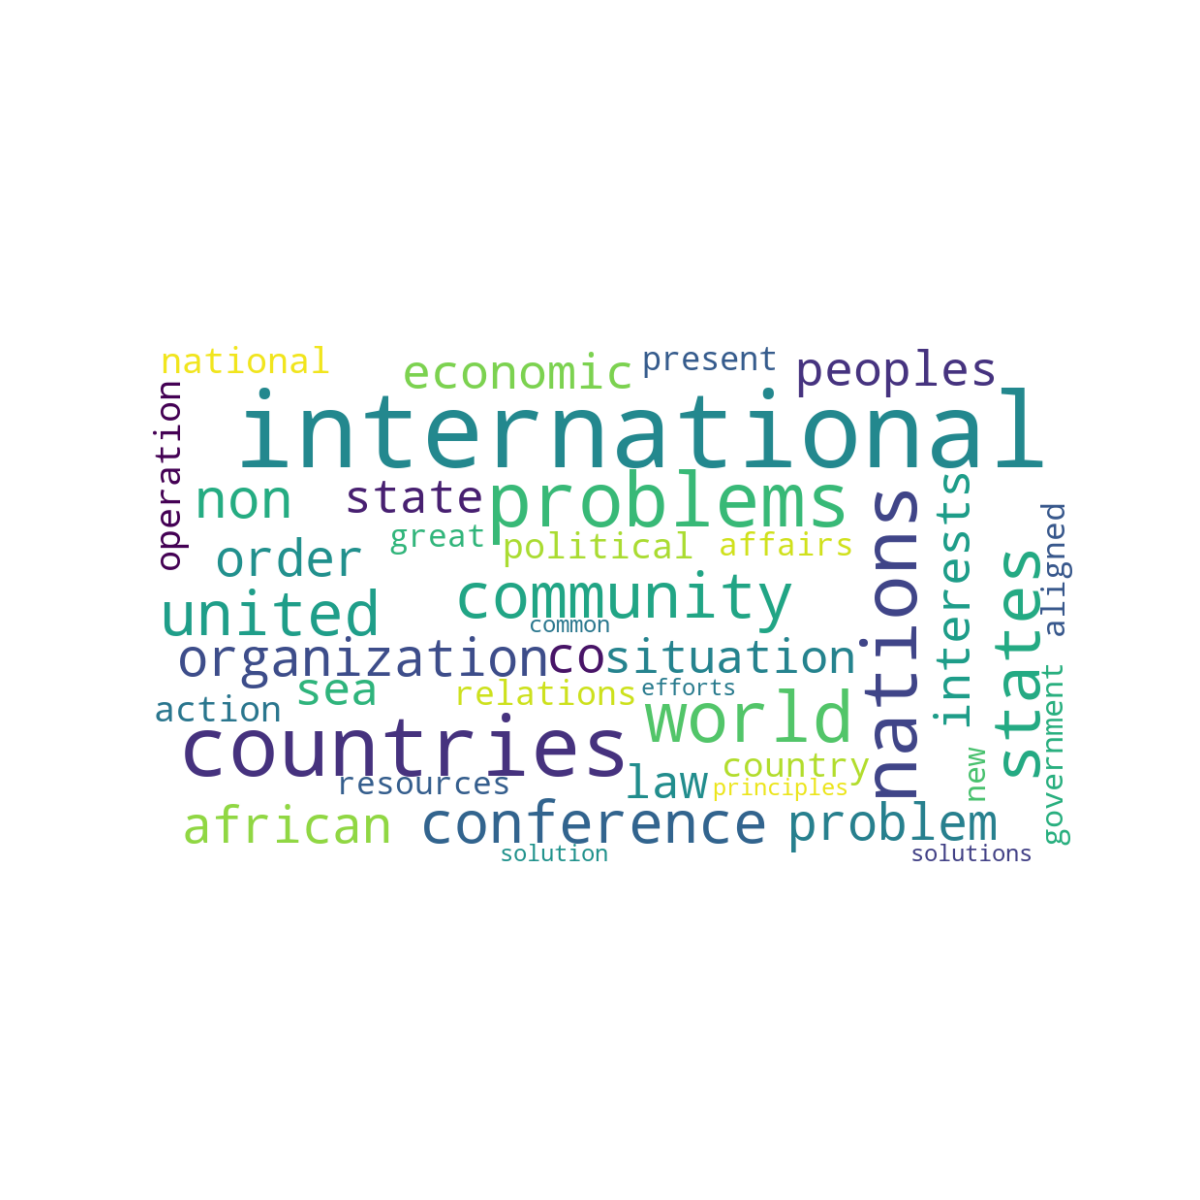 national
economic
present
peoples
operation
international
non
state
problems
nations
interests
aligned
great
political
affairs
order
united
community
common
states
organization
co
situation
sea
relations
efforts
action
countries
world
government
resources
law
country
principles
new
african
conference
problem
solution
solutions